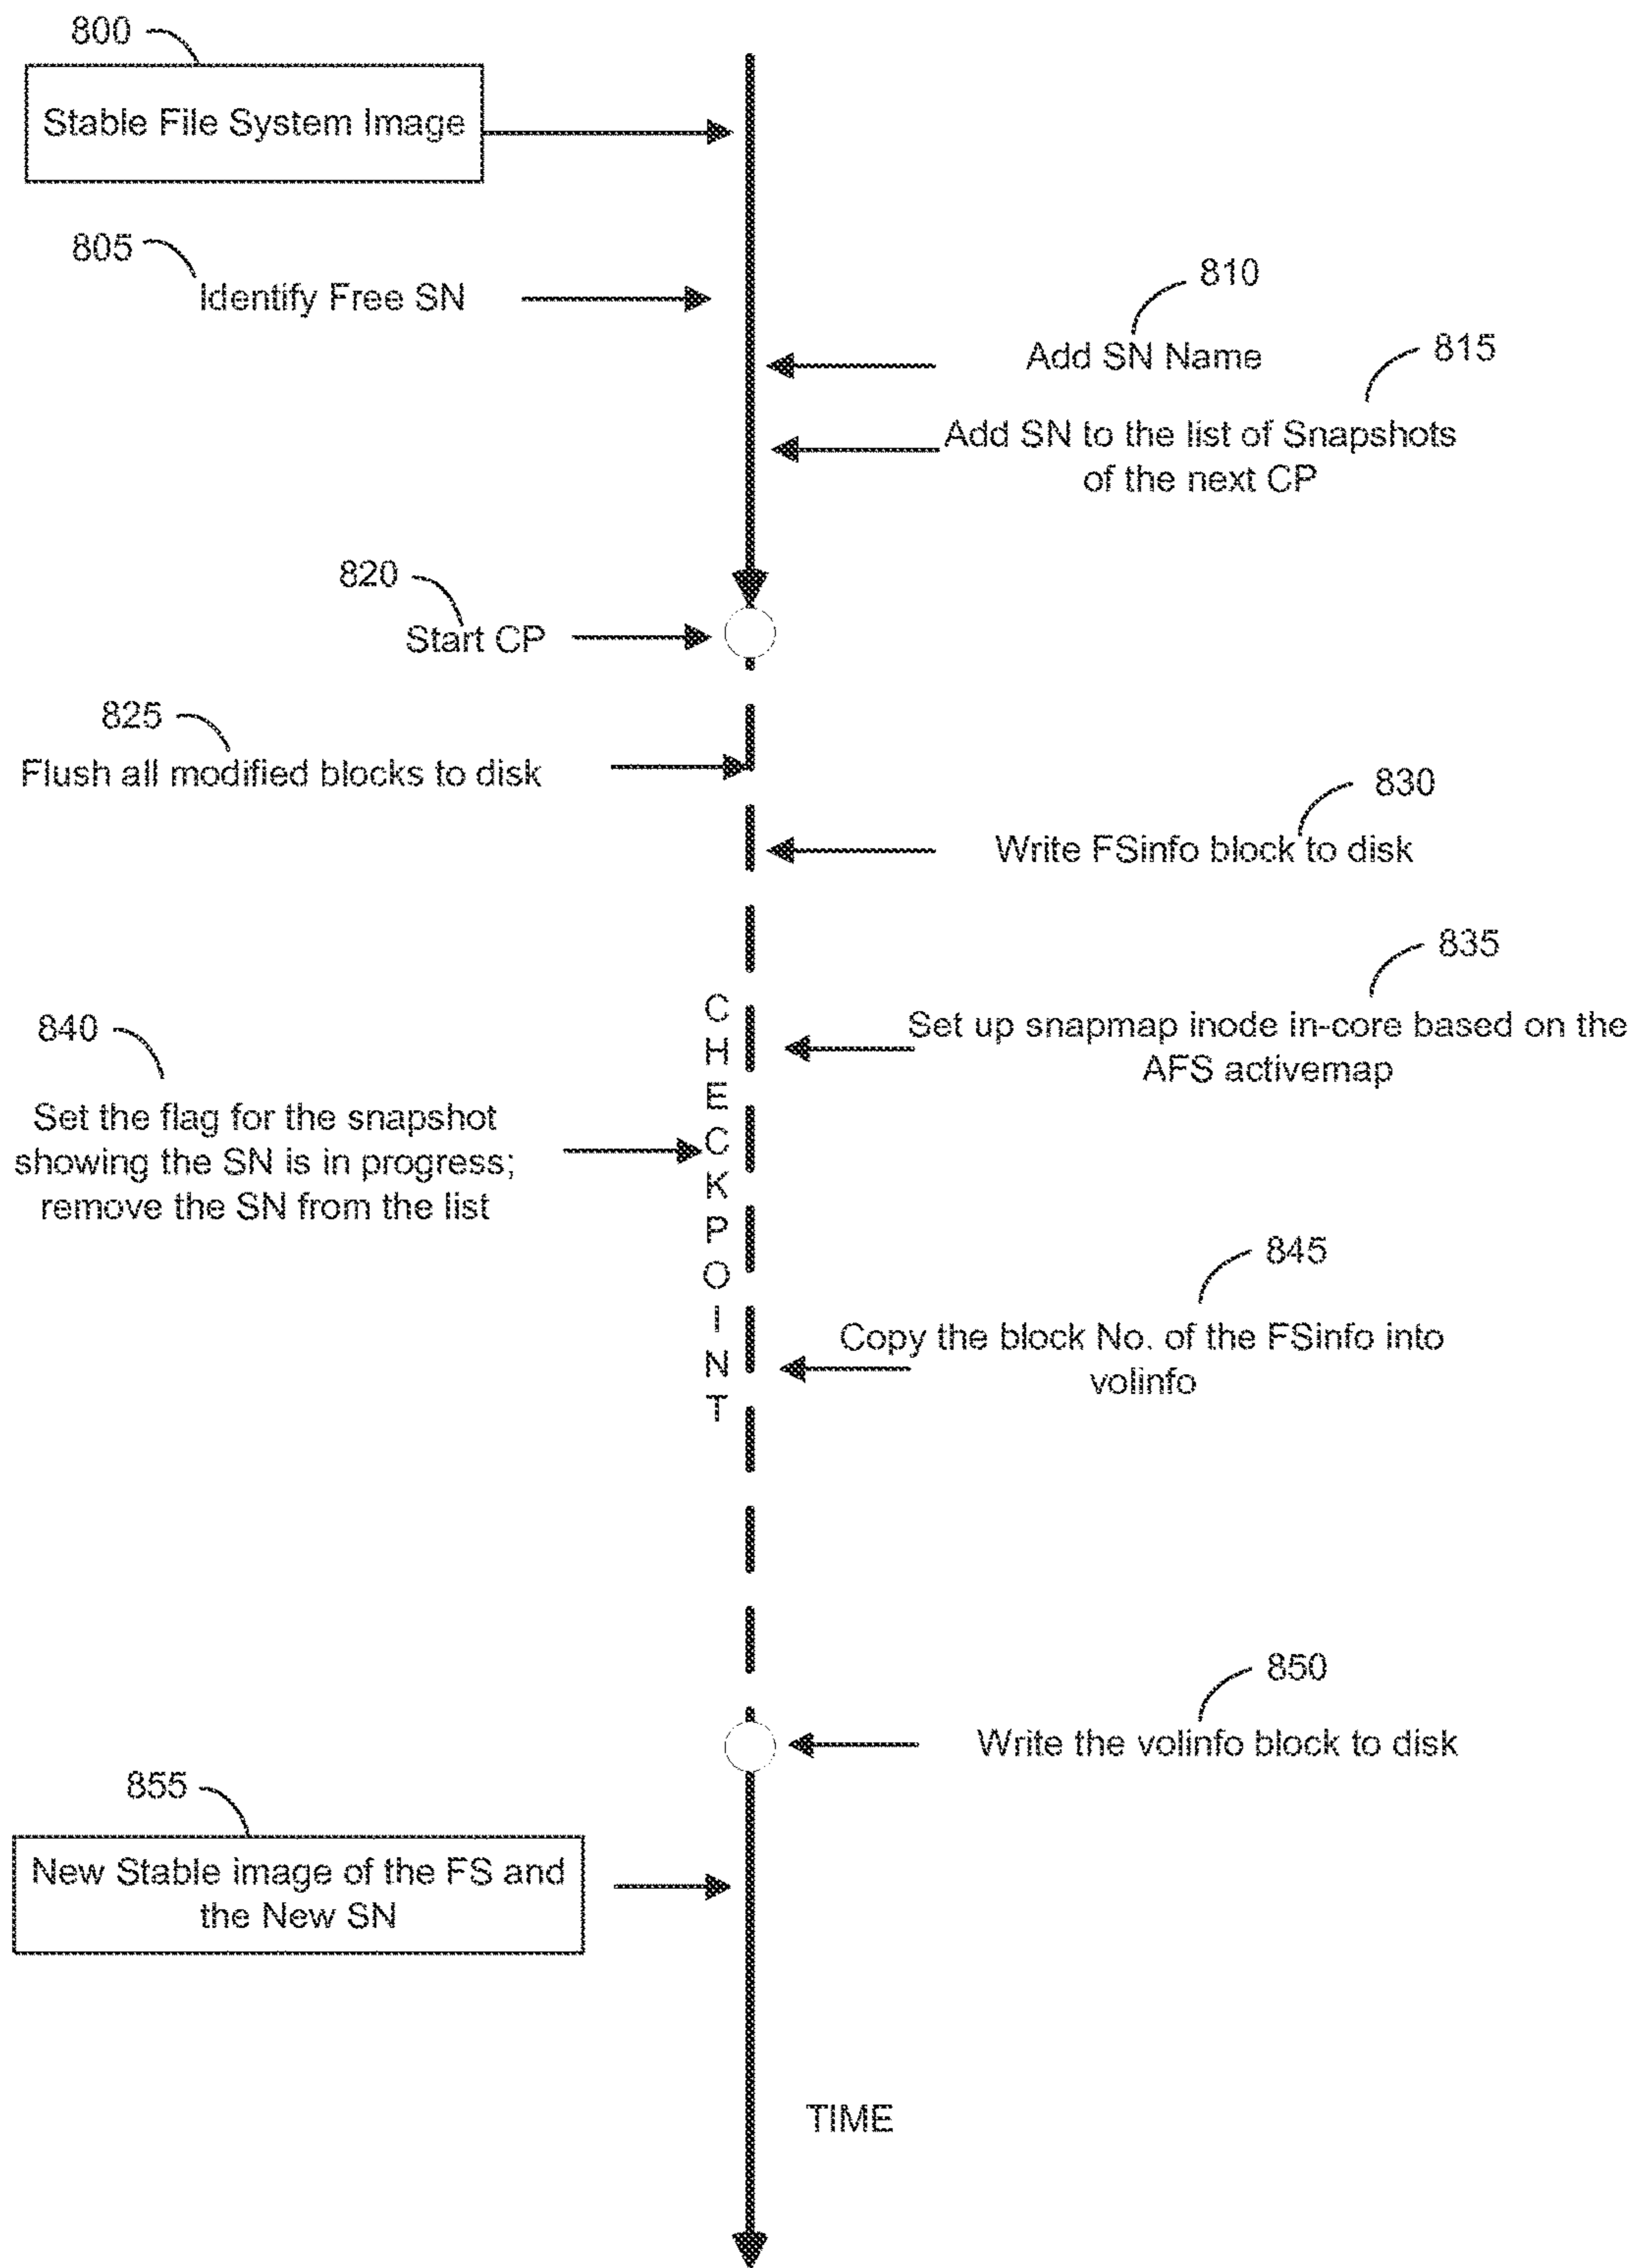 800
Stable File System Image
805
Identify Free SN
810
Add SN Name
815
Add SN to the list of Snapshots
of the next CP
820
Start CP
825
Flush all modified blocks to disk
830
Write FSinfo block to disk
835
Set up snapmap inode in-core based on the
AFS activemap
CHECKPOINT
840
Set the flag for the snapshot
showing the SN is in progress;
remove the SN from the list
845
Copy the block No. of the FSinfo into
volinfo
850
Write the volinfo block to disk
855
New Stable image of the FS and
the New SN
TIME